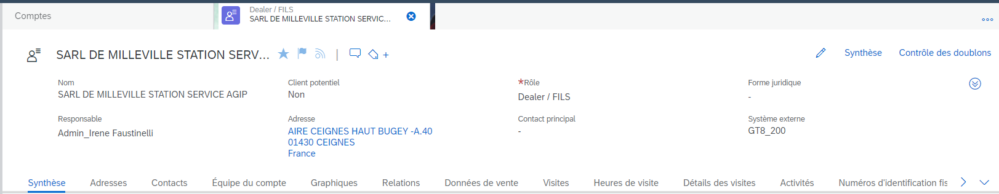 Comptes
Dealer / FILS
SARL DE MILLEVILLE STATION SERVIC...
SARL DE MILLEVILLE STATION SERV...
Synthèse
Contrôle des doublons
Nom
SARL DE MILLEVILLE STATION SERVICE AGIP
Client potentiel
Non
*Rôle
Dealer / FILS
Forme juridique
-
Responsable
Admin_Irene Faustinelli
Adresse
AIRE CEIGNES HAUT BUGEY -A.40
01430 CEIGNES
France
Contact principal
-
Système externe
GT8_200
Synthèse
Adresses
Contacts
Équipe du compte
Graphiques
Relations
Données de vente
Visites
Heures de visite
Détails des visites
Activités
Numéros d'identification fis